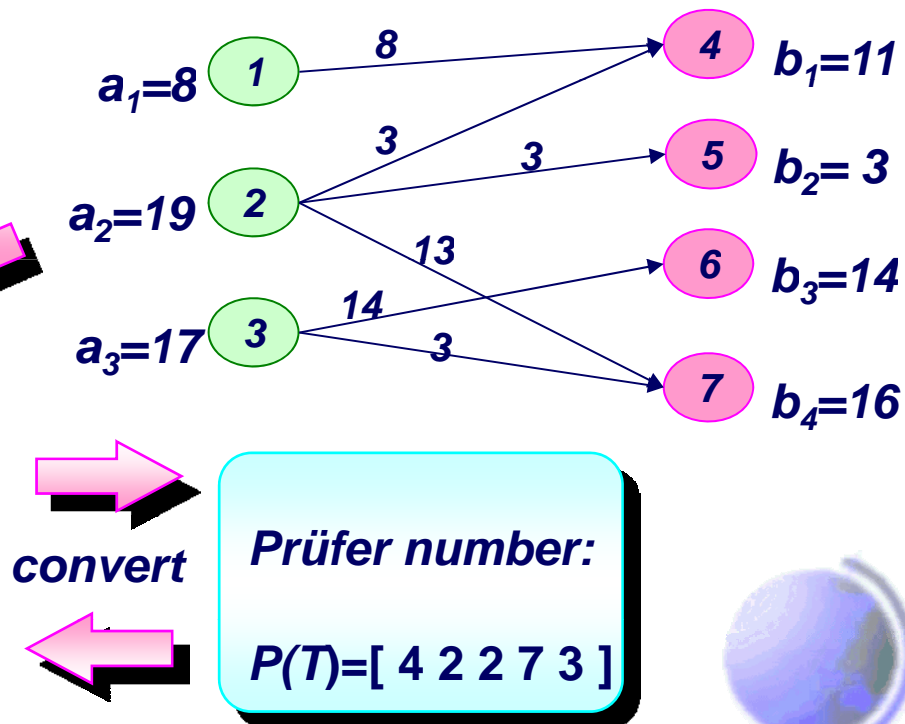 8
1
4
a1=8
b1=11
3
3
5
2
b2= 3
a2=19
13
6
b3=14
14
3
a3=17
3
7
b4=16
convert
Prüfer number:
P(T)=[ 4 2 2 7 3 ]